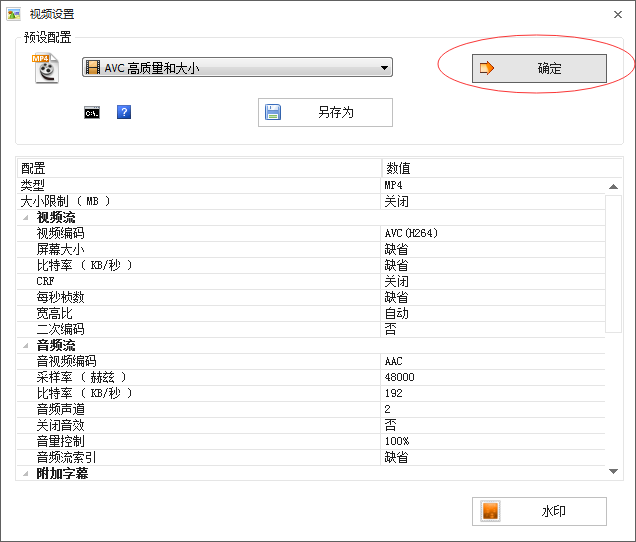 视频设置
预设配置
MP4
AVC 高质量和大小
确定
C:\_
?
另存为
配置 数值
类型 MP4
大小限制 ( MB ) 关闭
视频流
视频编码 AVC(H264)
屏幕大小 缺省
比特率 ( KB/秒 ) 缺省
CRF 关闭
每秒桢数 缺省
宽高比 自动
二次编码 否
音频流
音视频编码 AAC
采样率 ( 赫兹 ) 48000
比特率 ( KB/秒 ) 192
音频声道 2
关闭音效 否
音量控制 100%
音频流索引 缺省
附加字幕
水印